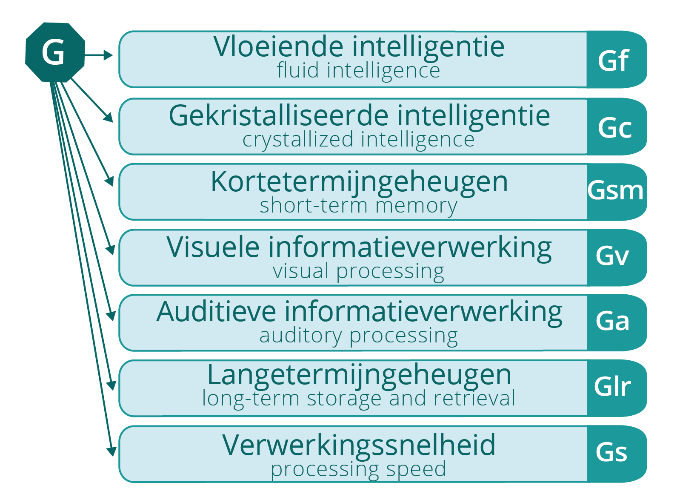 G
Vloeiende intelligentie
fluid intelligence
Gf
Gekristalliseerde intelligentie
crystallized intelligence
Gc
Kortetermijngeheugen
short-term memory
Gsm
Visuele informatieverwerking
visual processing
Gv
Auditieve informatieverwerking
auditory processing
Ga
Langetermijngeheugen
long-term storage and retrieval
Glr
Verwerkingssnelheid
processing speed
Gs